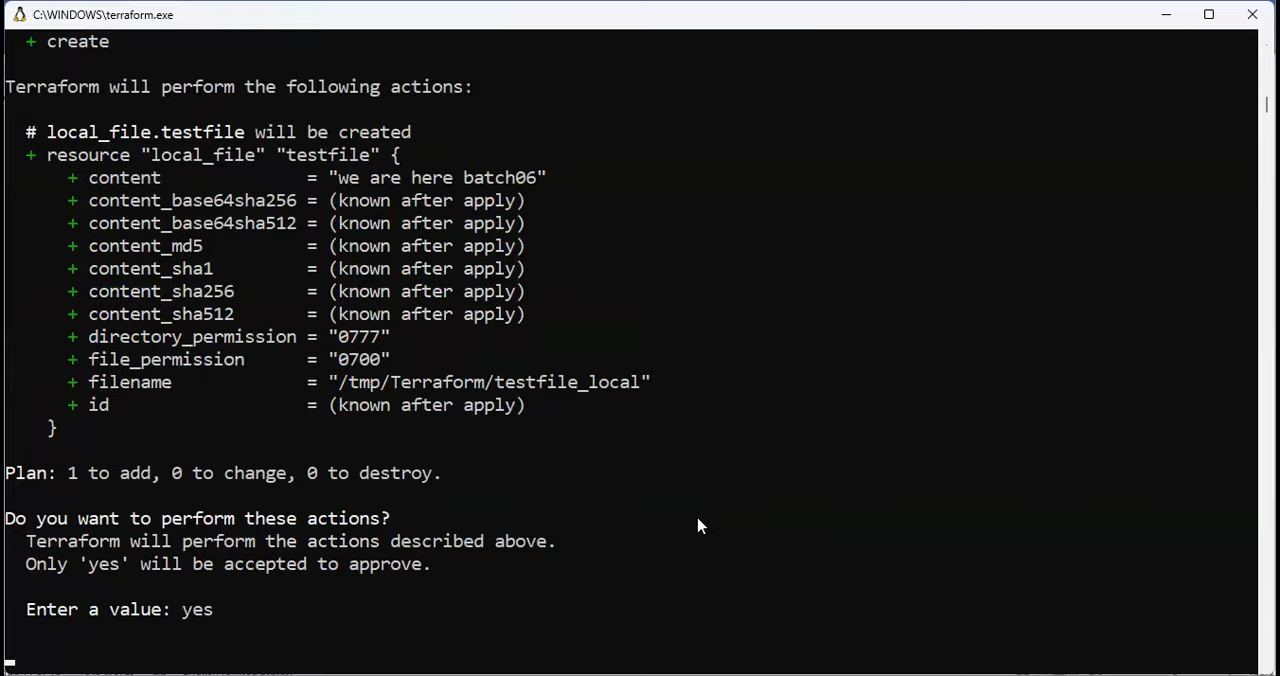 C:\WINDOWS\terraform.exe
+ create
Terraform will perform the following actions:
# local_file.testfile will be created
+ resource "local_file" "testfile" {
+ content = "we are here batch06"
+ content_base64sha256 = (known after apply)
+ content_base64sha512 = (known after apply)
+ content_md5 = (known after apply)
+ content_sha1 = (known after apply)
+ content_sha256 = (known after apply)
+ content_sha512 = (known after apply)
+ directory_permission = "0777"
+ file_permission = "0700"
+ filename = "/tmp/Terraform/testfile_local"
+ id = (known after apply)
}
Plan: 1 to add, 0 to change, 0 to destroy.
Do you want to perform these actions?
Terraform will perform the actions described above.
Only 'yes' will be accepted to approve.
Enter a value: yes